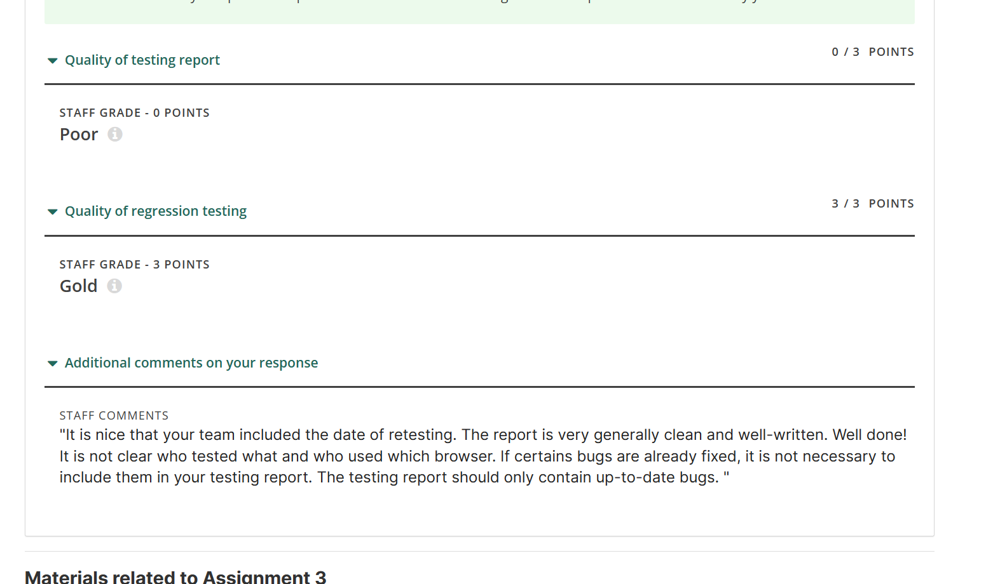 Quality of testing report
0 / 3 POINTS
STAFF GRADE - 0 POINTS
Poor
Quality of regression testing
3 / 3 POINTS
STAFF GRADE - 3 POINTS
Gold
Additional comments on your response
STAFF COMMENTS
"It is nice that your team included the date of retesting. The report is very generally clean and well-written. Well done!
It is not clear who tested what and who used which browser. If certains bugs are already fixed, it is not necessary to
include them in your testing report. The testing report should only contain up-to-date bugs. "
Materials related to Assignment 3